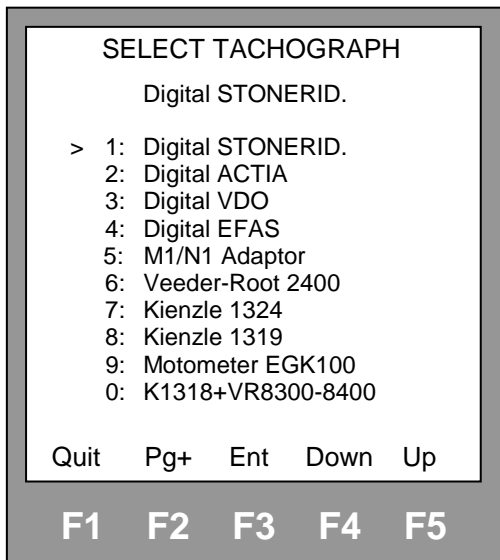 SELECT TACHOGRAPH
Digital STONERID.
> 1: Digital STONERID.
2: Digital ACTIA
3: Digital VDO
4: Digital EFAS
5: M1/N1 Adaptor
6: Veeder-Root 2400
7: Kienzle 1324
8: Kienzle 1319
9: Motometer EGK100
0: K1318+VR8300-8400
Quit Pg+ Ent Down Up
F1 F2 F3 F4 F5